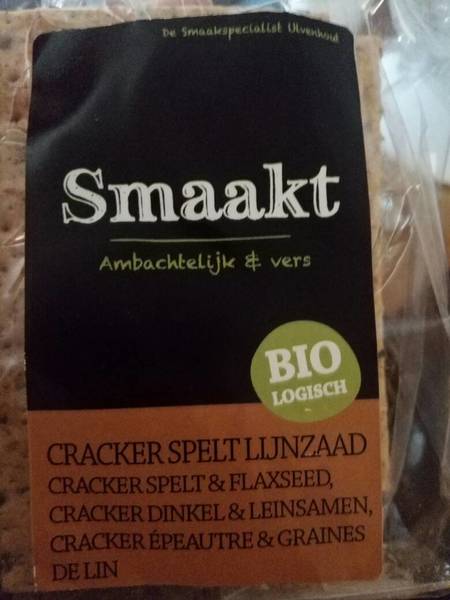 De Smaakspecialist Ulvenhout
Smaakt
Ambachtelijk & vers
BIO
LOGISCH
CRACKER SPELT LIJNZAAD
CRACKER SPELT & FLAXSEED,
CRACKER DINKEL & LEINSAMEN,
CRACKER ÉPEAUTRE & GRAINES
DE LIN